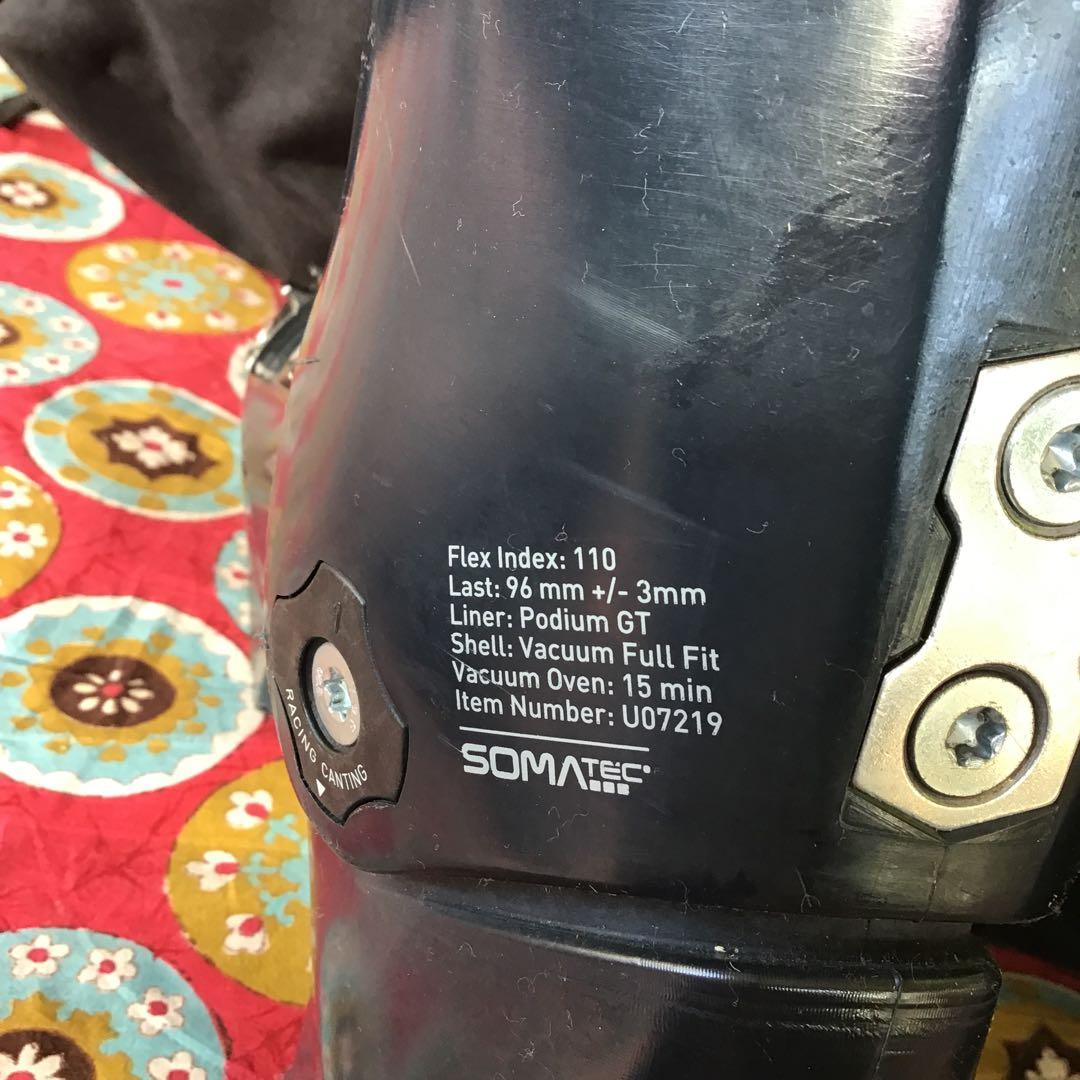 Flex Index: 110
Last: 96 mm +/- 3mm
Liner: Podium GT
Shell: Vacuum Full Fit
Vacuum Oven: 15 min
Item Number: U07219
SOMATEC
RACING CANTING